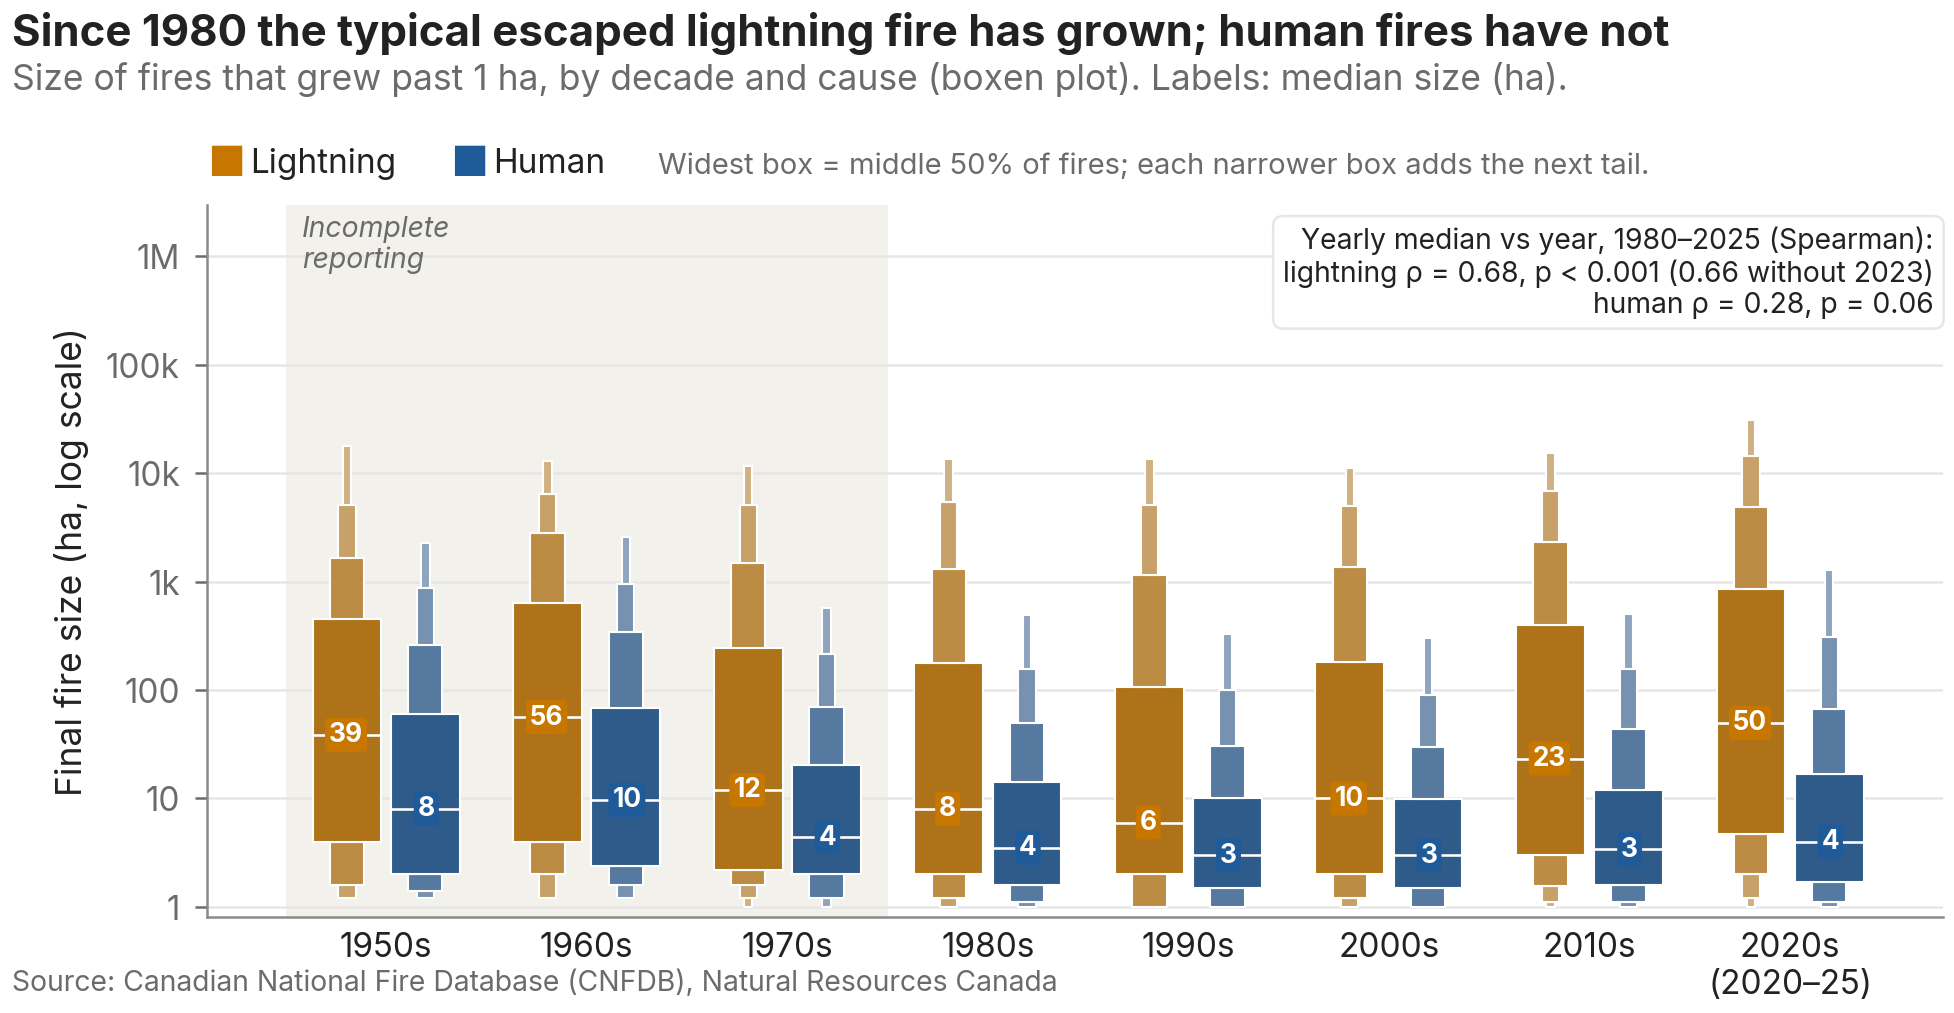 Since 1980 the typical escaped lightning fire has grown; human fires have not
Size of fires that grew past 1 ha, by decade and cause (boxen plot). Labels: median size (ha).
Lightning
Human
Widest box = middle 50% of fires; each narrower box adds the next tail.
Incomplete
reporting
Yearly median vs year, 1980–2025 (Spearman):
lightning ρ = 0.68, p < 0.001 (0.66 without 2023)
human ρ = 0.28, p = 0.06
Final fire size (ha, log scale)
1M
100k
10k
1k
100
10
1
39
8
56
10
12
4
8
4
6
3
10
3
23
3
50
4
1950s
1960s
1970s
1980s
1990s
2000s
2010s
2020s
(2020–25)
Source: Canadian National Fire Database (CNFDB), Natural Resources Canada